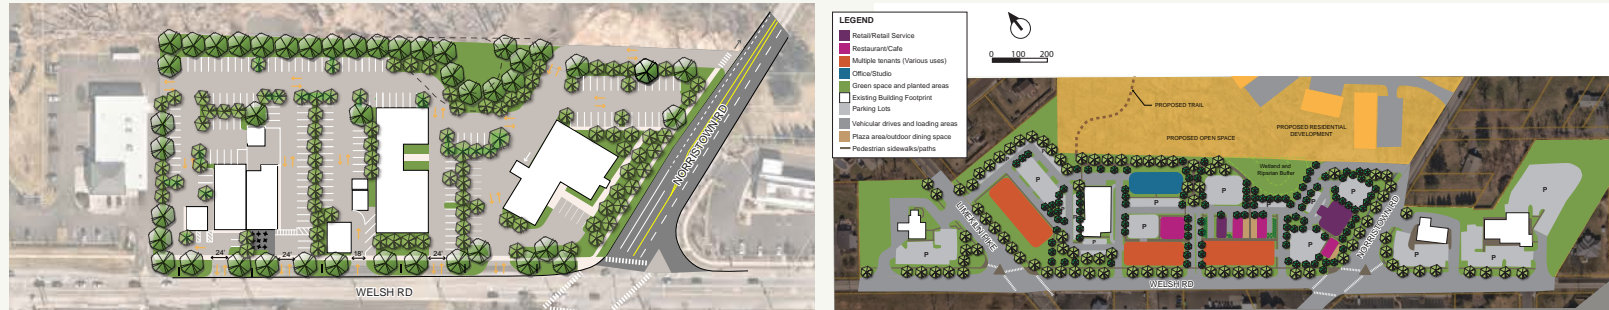 NORRISTOWN RD
24'
24'
18'
24'
WELSH RD
LEGEND
Retail/Retail Service
Restaurant/Cafe
Multiple tenants (Various uses)
Office/Studio
Green space and planted areas
Existing Building Footprint
Parking Lots
Vehicular drives and loading areas
Plaza area/outdoor dining space
Pedestrian sidewalks/paths
0 100 200
PROPOSED TRAIL
PROPOSED OPEN SPACE
PROPOSED RESIDENTIAL
DEVELOPMENT
Wetland and
Riparian Buffer
LIMEKILN PIKE
NORRISTOWN RD
WELSH RD
P
P
P
P
P
P
P
P
P
P
P
P